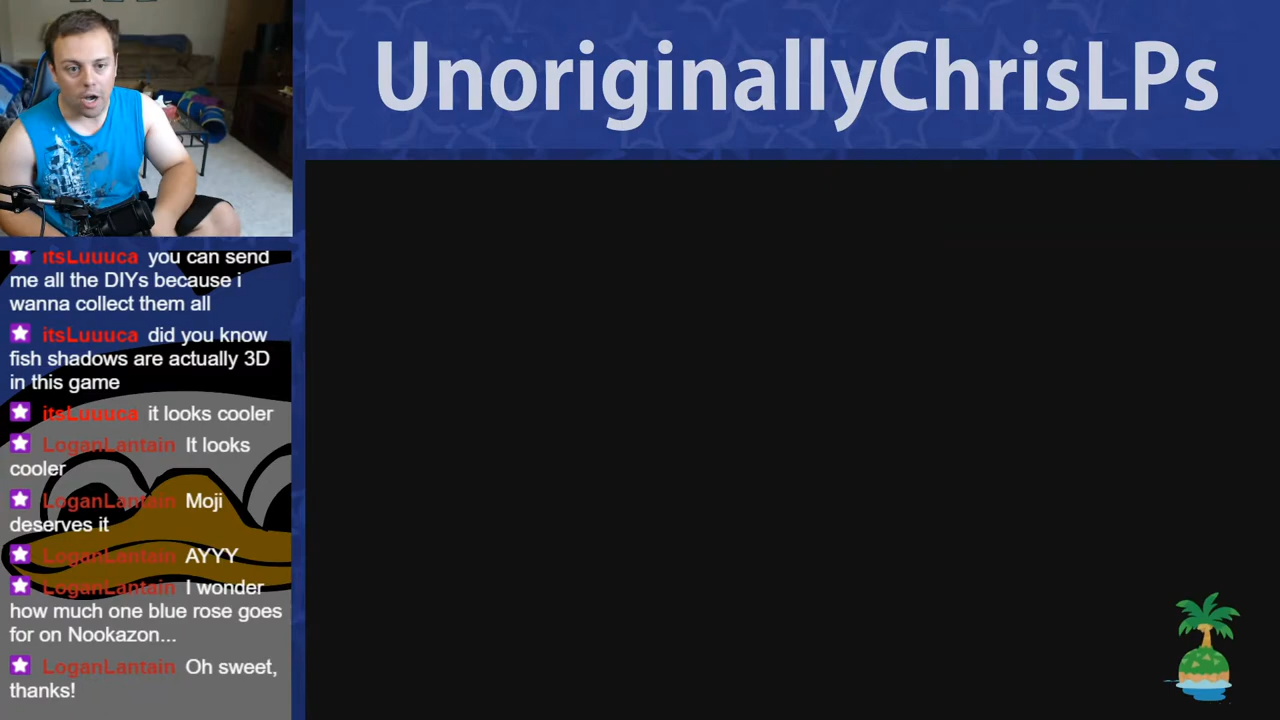 UnoriginallyChrisLPs
itsLuuuca you can send
me all the DIYs because i
wanna collect them all
itsLuuuca did you know
fish shadows are actually 3D
in this game
itsLuuuca it looks cooler
LoganLantain It looks
cooler
LoganLantain Moji
deserves it
LoganLantain AYYY
LoganLantain I wonder
how much one blue rose goes
for on Nookazon...
LoganLantain Oh sweet,
thanks!